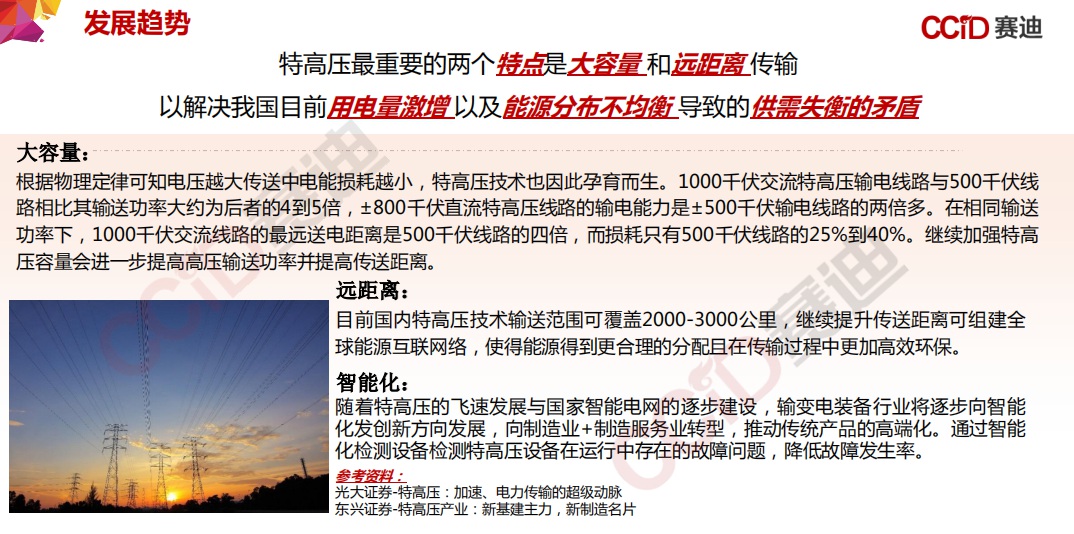 发展趋势
CCID 赛迪
特高压最重要的两个特点是大容量和远距离传输
以解决我国目前用电量激增以及能源分布不均衡导致的供需失衡的矛盾
大容量：
根据物理定律可知电压越大传送中电能损耗越小，特高压技术也因此孕育而生。1000千伏交流特高压输电线路与500千伏线
路相比其输送功率大约为后者的4到5倍，±800千伏直流特高压线路的输电能力是±500千伏输电线路的两倍多。在相同输送
功率下，1000千伏交流线路的最远送电距离是500千伏线路的四倍，而损耗只有500千伏线路的25%到40%。继续加强特高
压容量会进一步提高高压输送功率并提高传送距离。
远距离：
目前国内特高压技术输送范围可覆盖2000-3000公里，继续提升传送距离可组建全
球能源互联网络，使得能源得到更合理的分配且在传输过程中更加高效环保。
智能化：
随着特高压的飞速发展与国家智能电网的逐步建设，输变电装备行业将逐步向智能
化发创新方向发展，向制造业+制造服务业转型，推动传统产品的高端化。通过智能
化检测设备检测特高压设备在运行中存在的故障问题，降低故障发生率。
参考资料：
光大证券-特高压：加速、电力传输的超级动脉
东兴证券-特高压产业：新基建主力，新制造名片
CCID赛迪
CCID赛迪